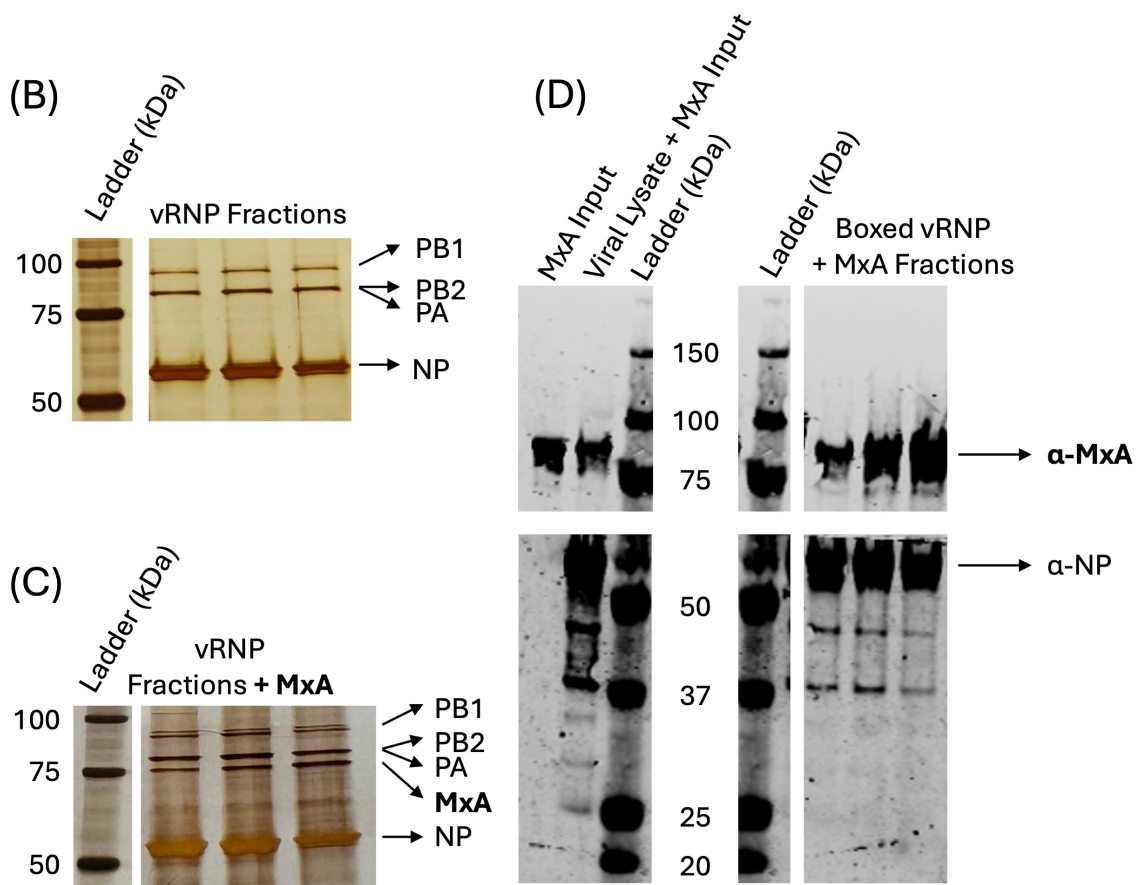 (B)
Ladder (kDa)
vRNP Fractions
100
75
50
PB1
PB2
PA
NP
(C)
Ladder (kDa)
vRNP
Fractions + MxA
100
75
50
PB1
PB2
PA
MxA
NP
(D)
MxA Input
Viral Lysate + MxA Input
Ladder (kDa)
Ladder (kDa)
Boxed vRNP
+ MxA Fractions
150
100
75
α-MxA
50
37
25
20
α-NP